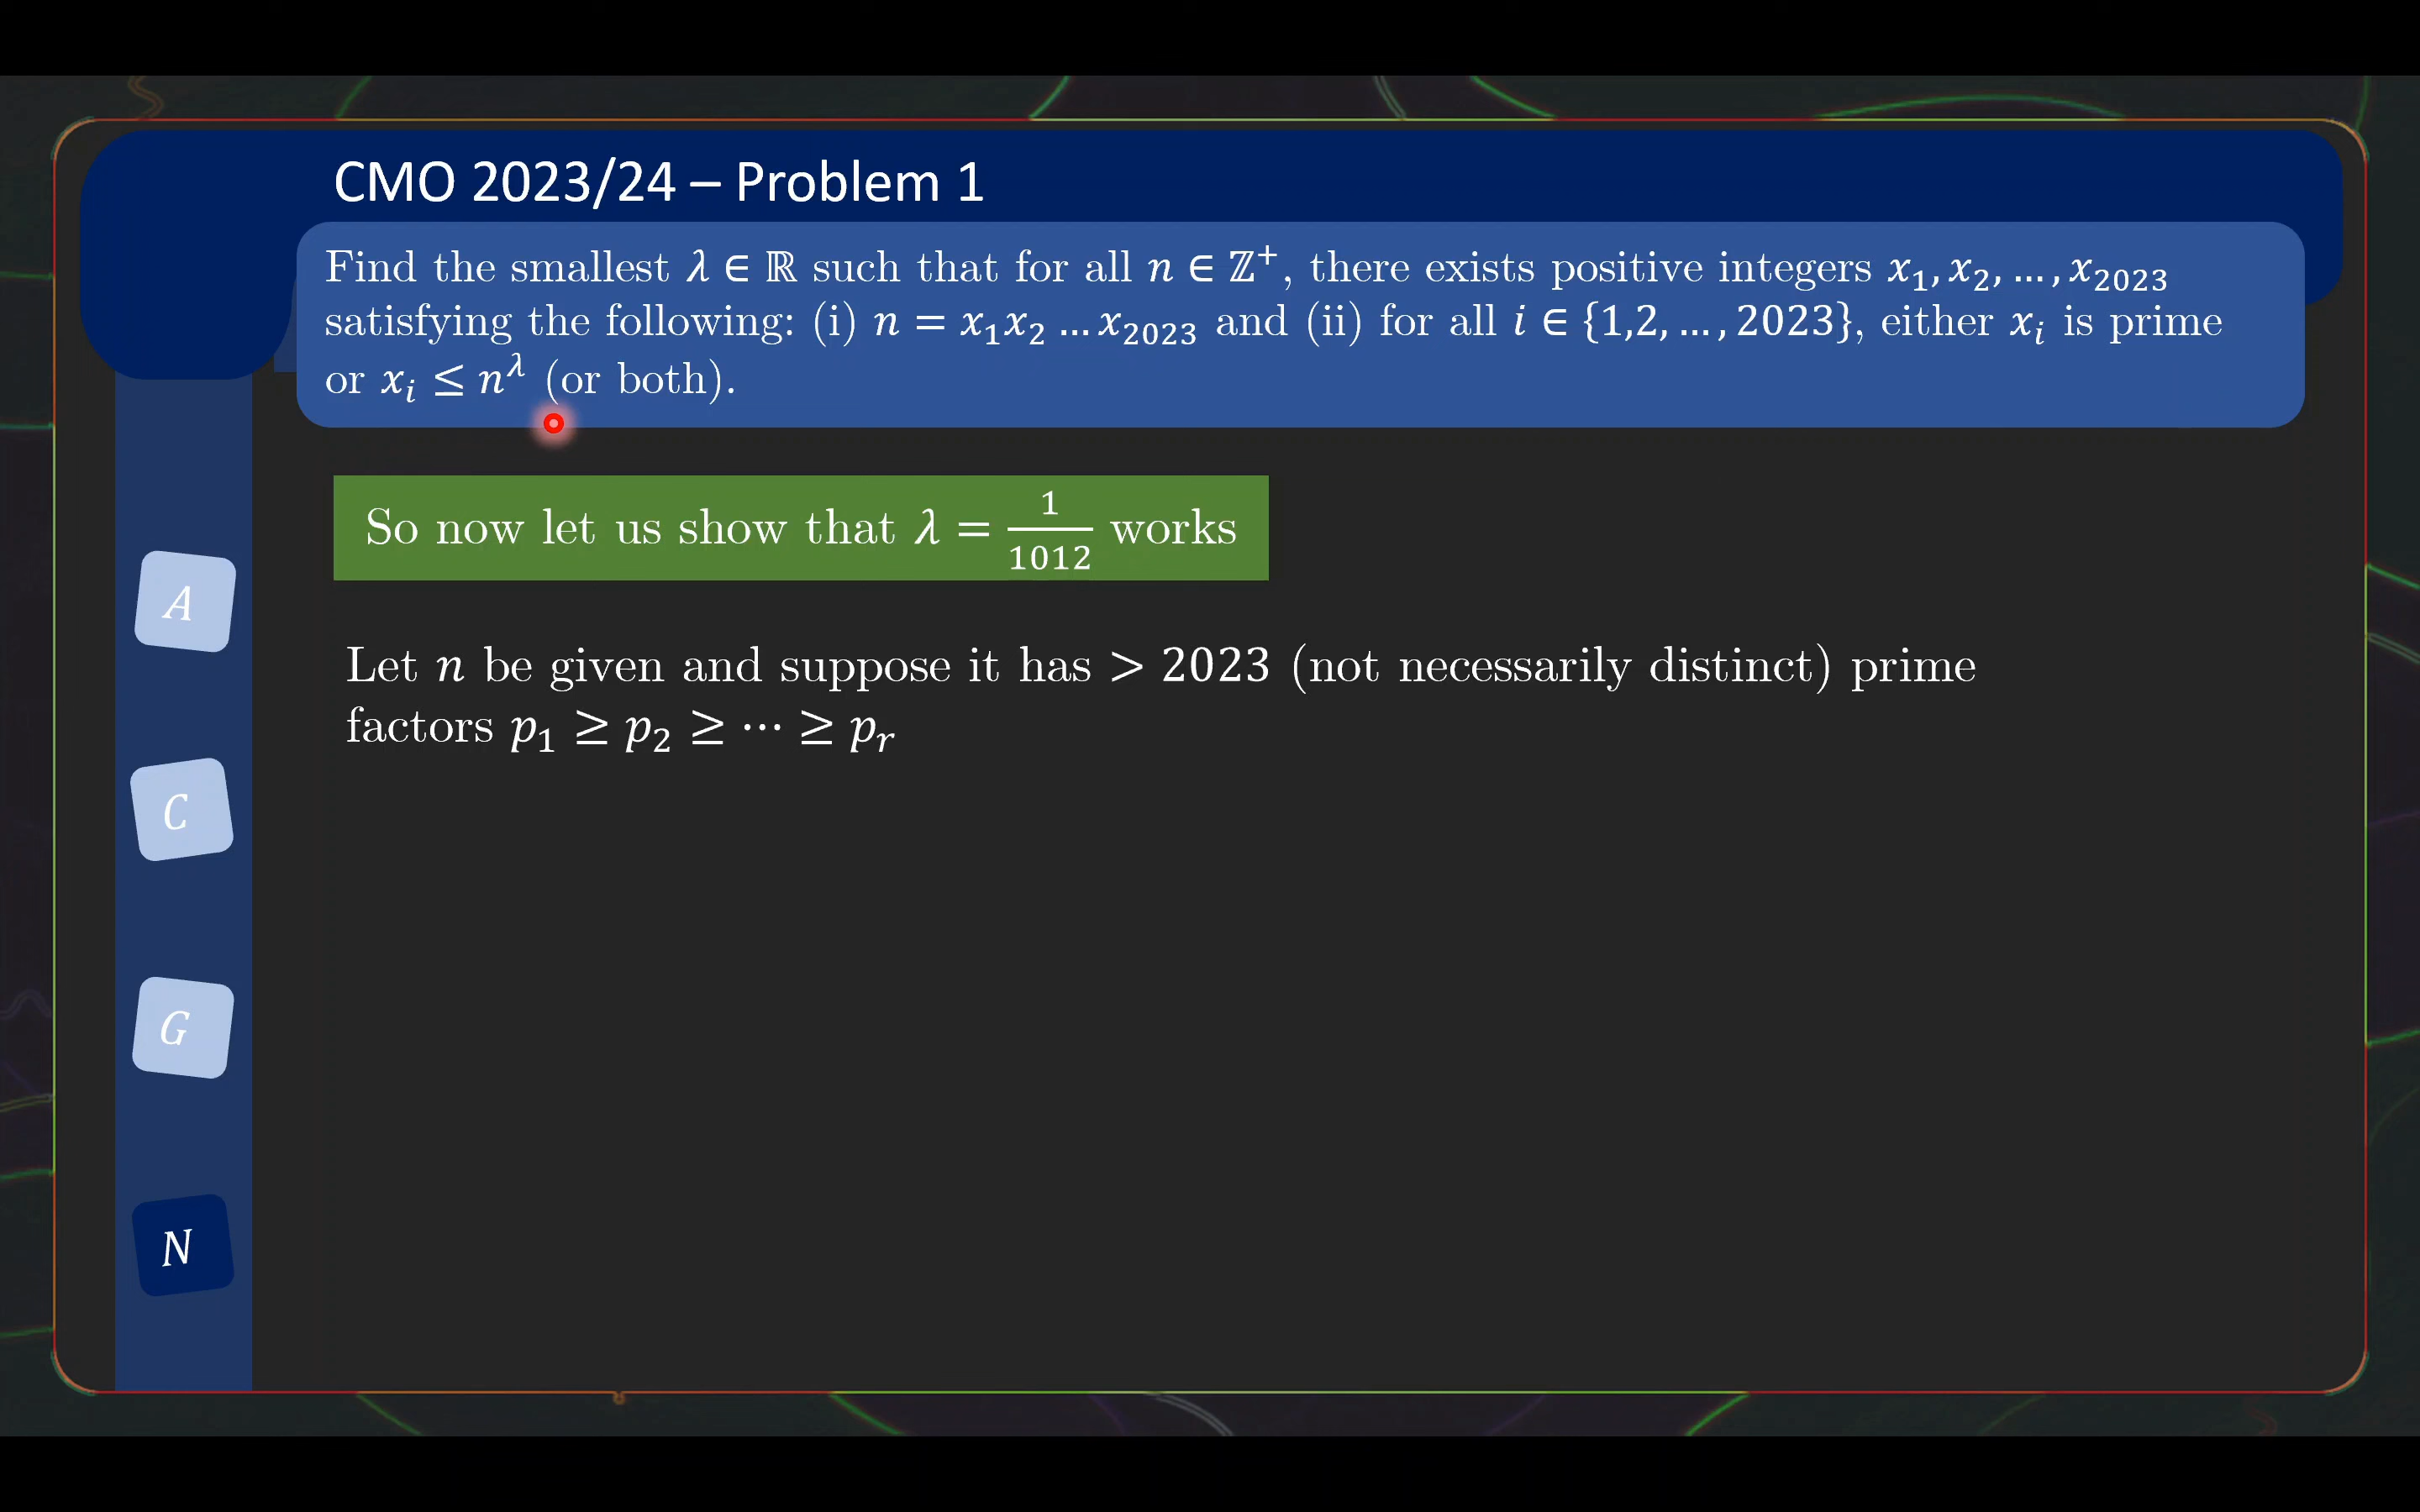 CMO 2023/24 – Problem 1
Find the smallest λ ∈ ℝ such that for all n ∈ ℤ⁺, there exists positive integers x₁, x₂, …, x₂₀₂₃
satisfying the following: (i) n = x₁x₂ … x₂₀₂₃ and (ii) for all i ∈ {1,2, …, 2023}, either xᵢ is prime
or xᵢ ≤ n^λ (or both).
So now let us show that λ = 1/1012 works
Let n be given and suppose it has > 2023 (not necessarily distinct) prime
factors p₁ ≥ p₂ ≥ ⋯ ≥ pᵣ
A
C
G
N